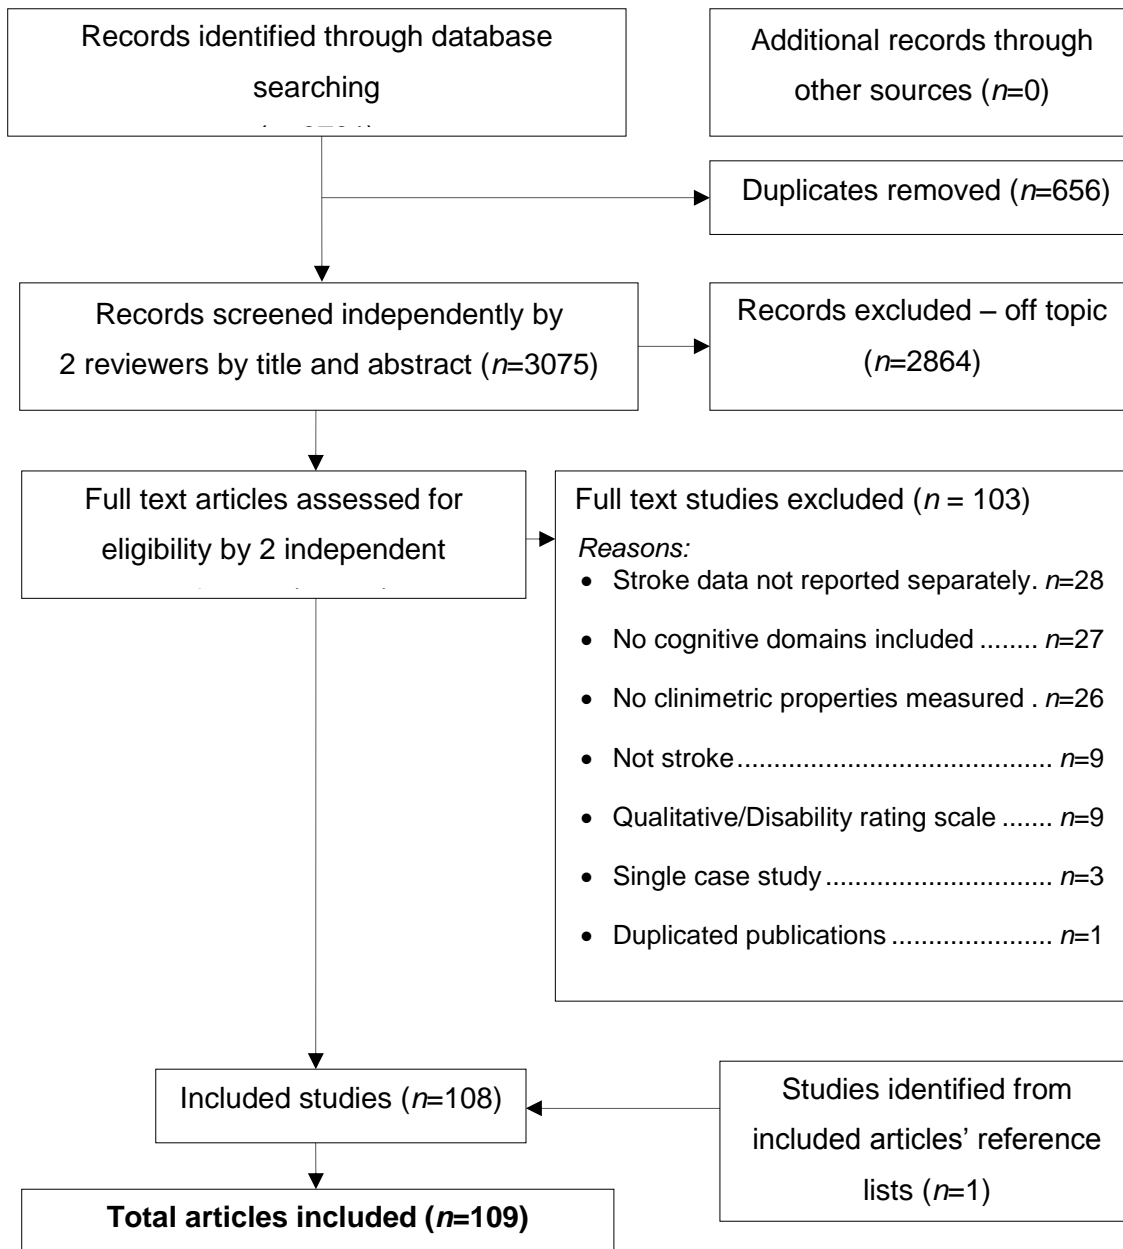 Records identified through database
searching
Additional records through
other sources (n=0)
Duplicates removed (n=656)
Records screened independently by
2 reviewers by title and abstract (n=3075)
Records excluded – off topic
(n=2864)
Full text articles assessed for
eligibility by 2 independent
Full text studies excluded (n = 103)
Reasons:
• Stroke data not reported separately. n=28
• No cognitive domains included ........ n=27
• No clinimetric properties measured . n=26
• Not stroke........................................ n=9
• Qualitative/Disability rating scale ....... n=9
• Single case study............................. n=3
• Duplicated publications ...................... n=1
Included studies (n=108)
Studies identified from
included articles’ reference
lists (n=1)
Total articles included (n=109)